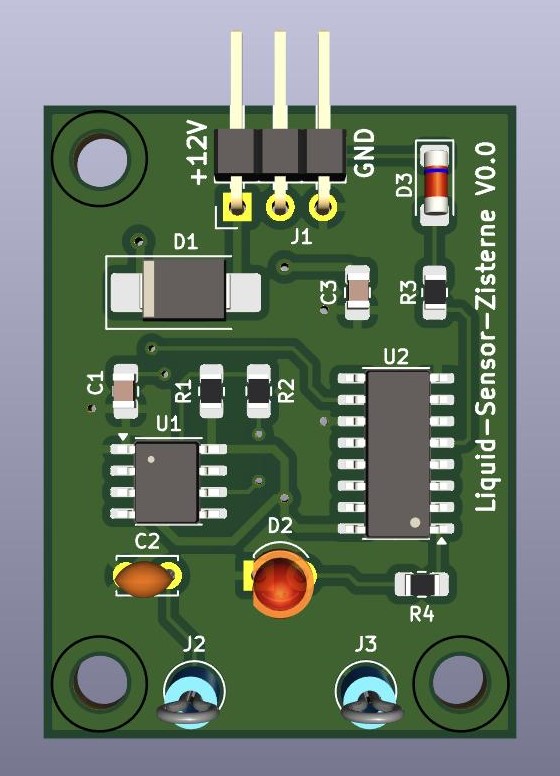 +12V
GND
J1
D3
D1
C3
R3
Liquid-Sensor-Zisterne V0.0
C1
R1
R2
U2
U1
D2
C2
R4
J2
J3